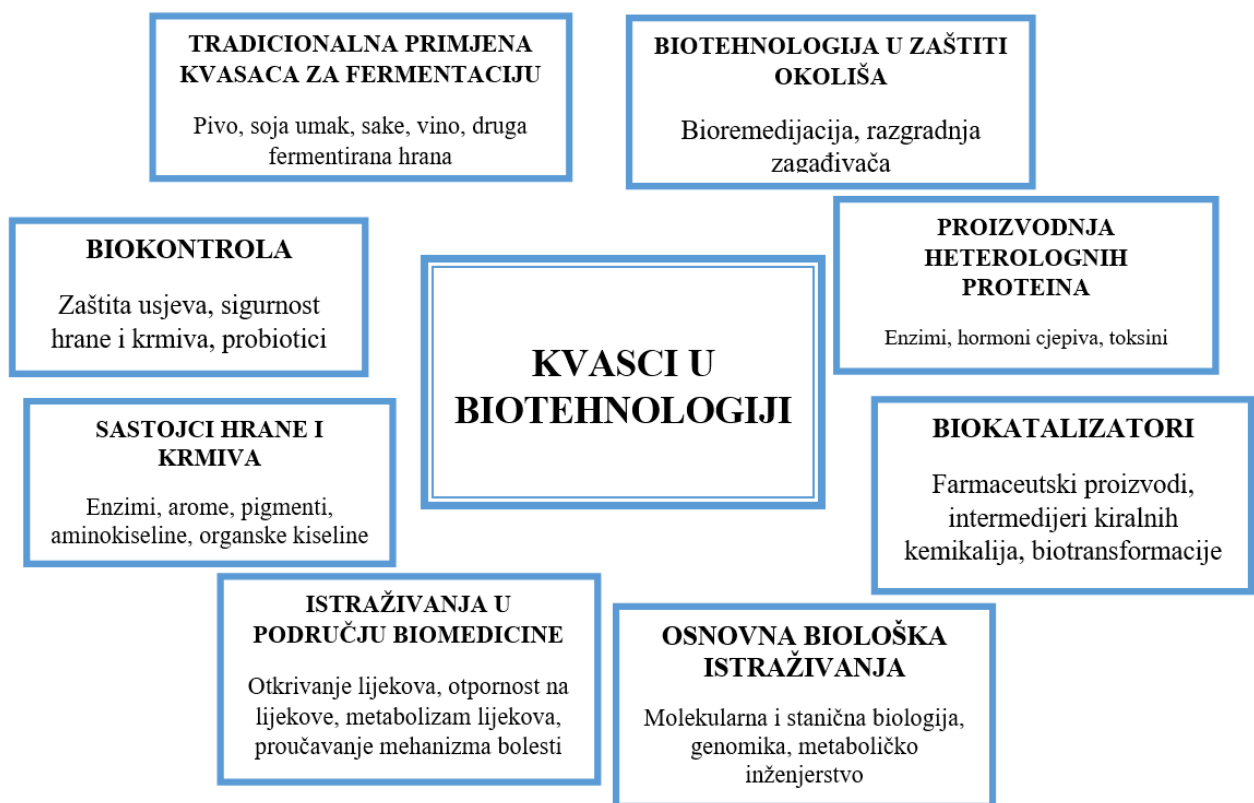 TRADICIONALNA PRIMJENA
KVASACA ZA FERMENTACIJU
Pivo, soja umak, sake, vino, druga
fermentirana hrana
BIOTEHNOLOGIJA U ZAŠTITI
OKOLIŠA
Bioremedijacija, razgradnja
zagađivača
BIOKONTROLA
Zaštita usjeva, sigurnost
hrane i krmiva, probiotici
PROIZVODNJA
HETEROLOGNIH
PROTEINA
Enzimi, hormoni cjepiva, toksini
KVASCI U
BIOTEHNOLOGIJI
SASTOJCI HRANE I
KRMIVA
Enzimi, arome, pigmenti,
aminokiseline, organske kiseline
BIOKATALIZATORI
Farmaceutski proizvodi,
intermedijeri kiralnih
kemikalija, biotransformacije
ISTRAŽIVANJA U
PODRUČJU BIOMEDICINE
Otkrivanje lijekova, otpornost na
lijekove, metabolizam lijekova,
proučavanje mehanizma bolesti
OSNOVNA BIOLOŠKA
ISTRAŽIVANJA
Molekularna i stanična biologija,
genomika, metaboličko
inženjerstvo